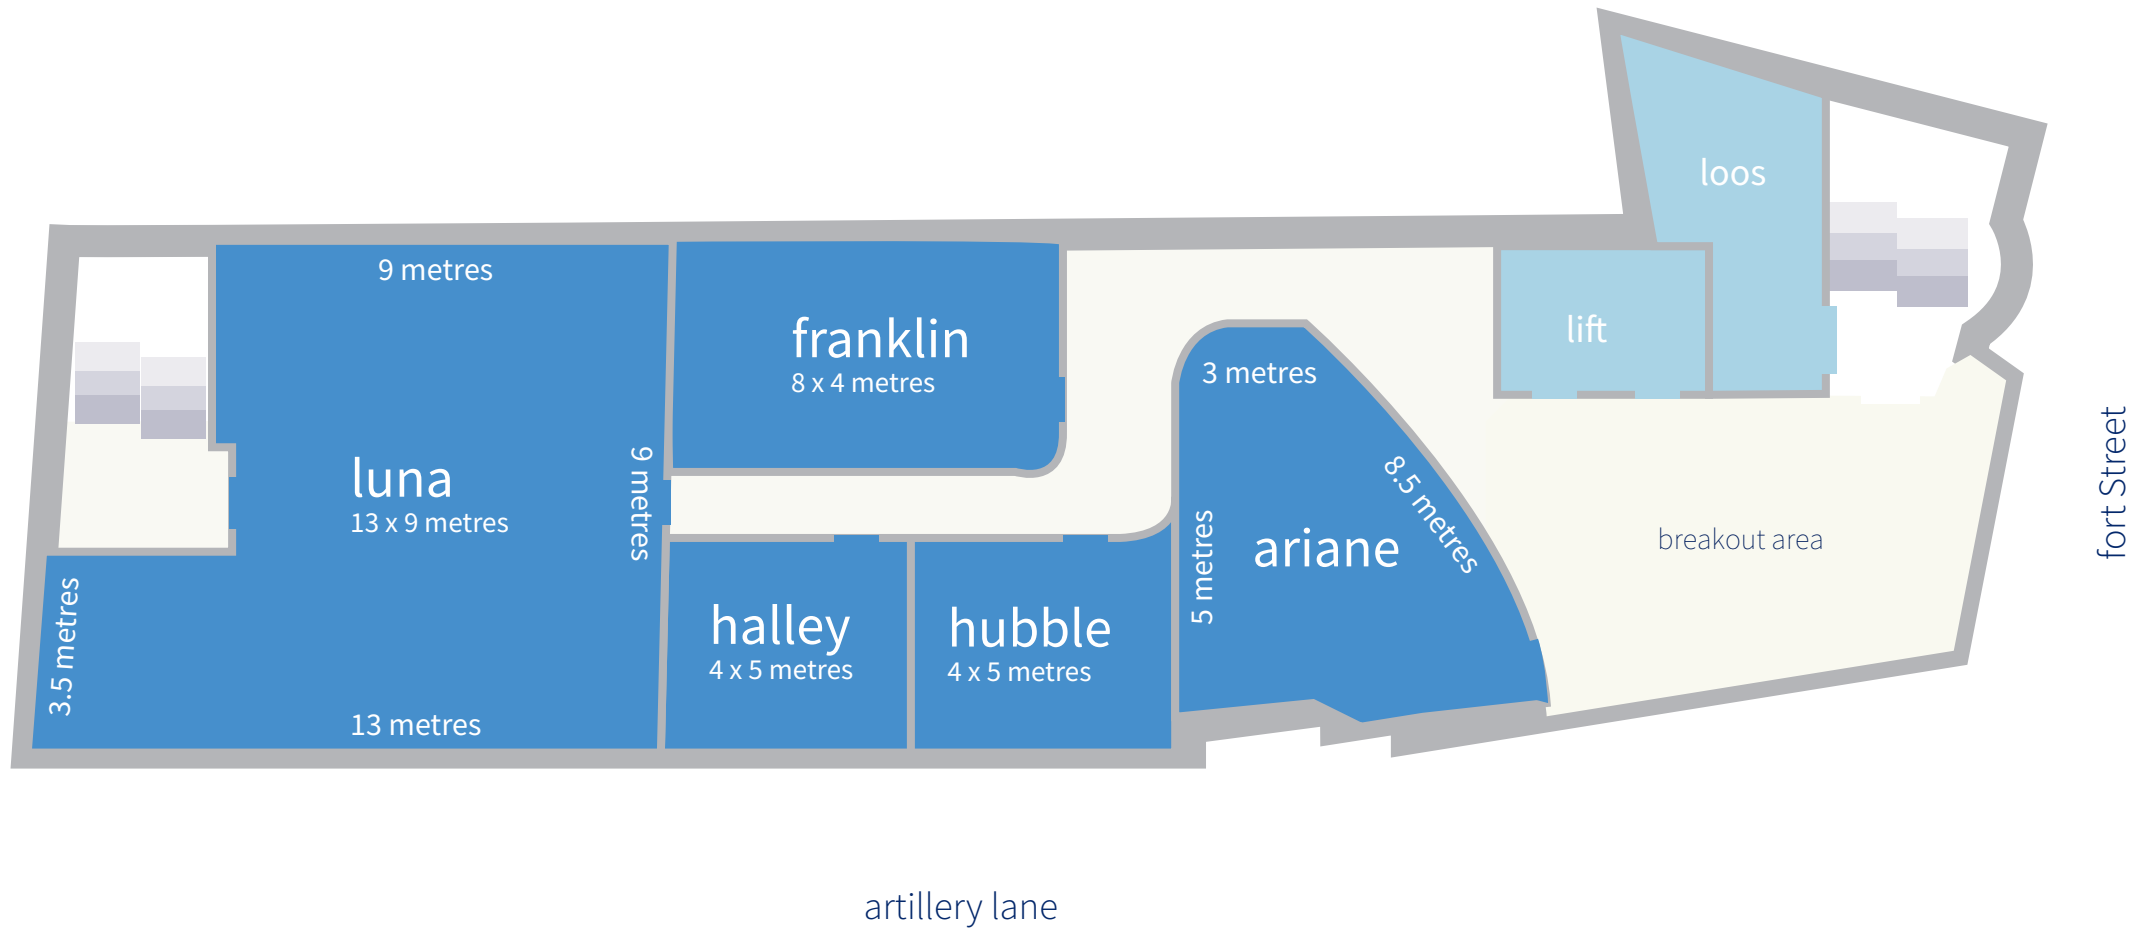 loos
9 metres
franklin
8 x 4 metres
lift
3 metres
luna
13 x 9 metres
9 metres
8.5 metres
ariane
5 metres
breakout area
fort Street
3.5 metres
halley
4 x 5 metres
hubble
4 x 5 metres
13 metres
artillery lane